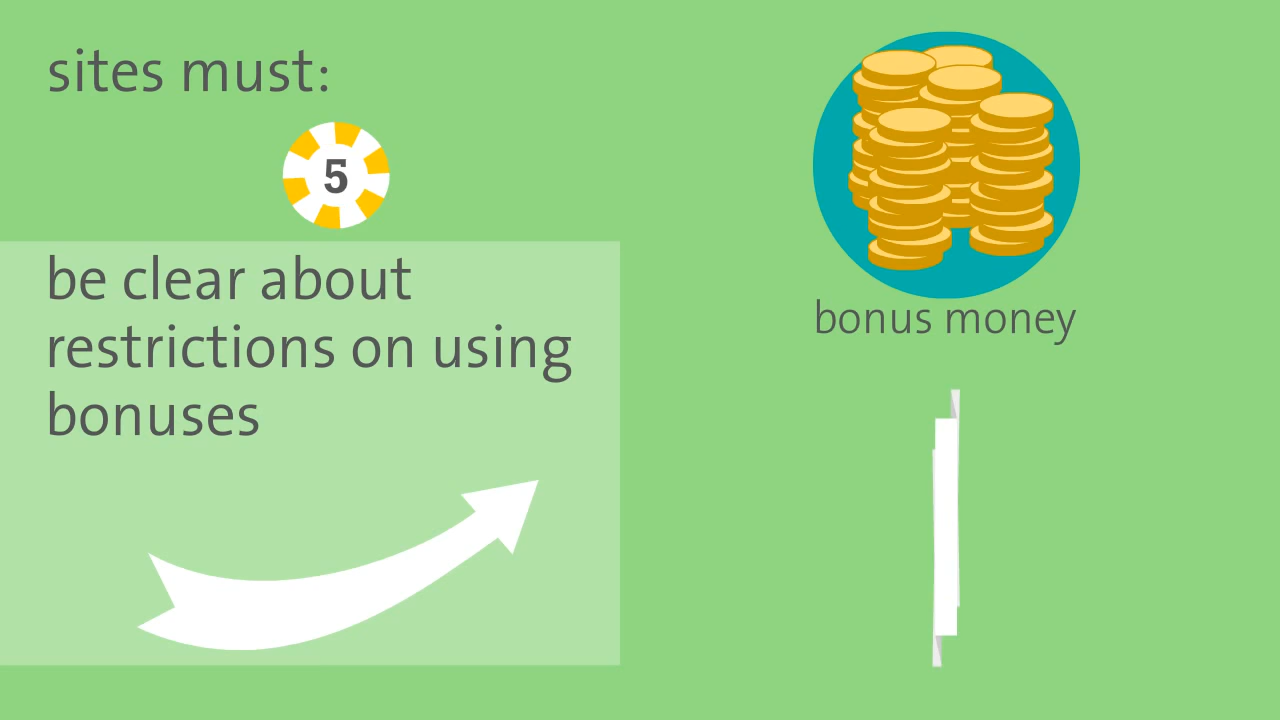 sites must:
5
be clear about
restrictions on using
bonuses
bonus money